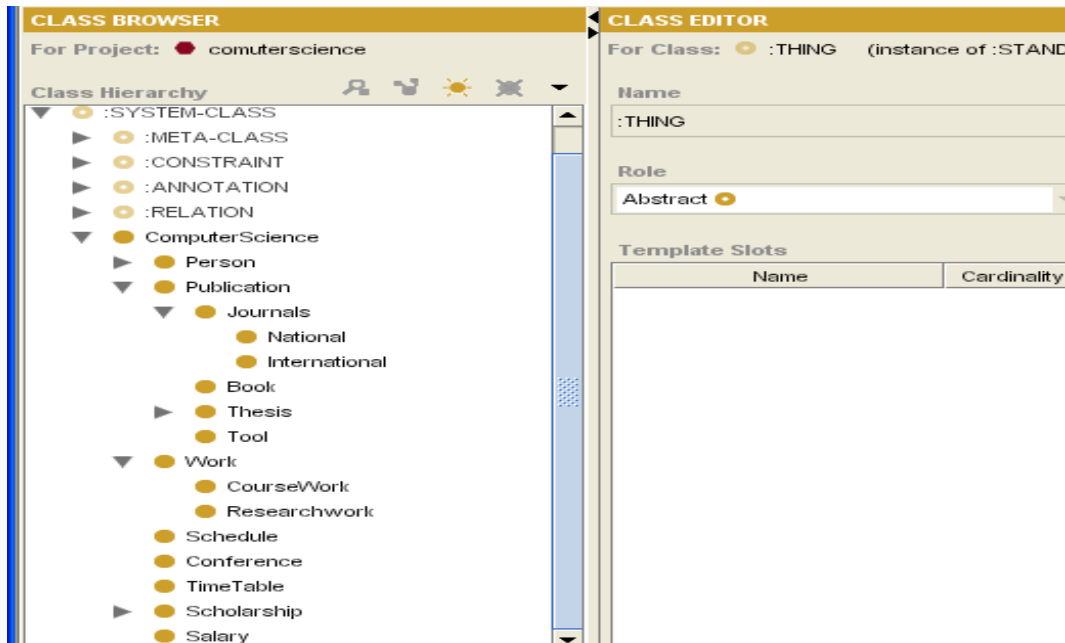 CLASS BROWSER
For Project: comuterscience
Class Hierarchy
:SYSTEM-CLASS
:META-CLASS
:CONSTRAINT
:ANNOTATION
:RELATION
ComputerScience
Person
Publication
Journals
National
International
Book
Thesis
Tool
Work
CourseWork
Researchwork
Schedule
Conference
TimeTable
Scholarship
Salary
CLASS EDITOR
For Class: :THING (instance of :STAND
Name
:THING
Role
Abstract
Template Slots
Name Cardinality